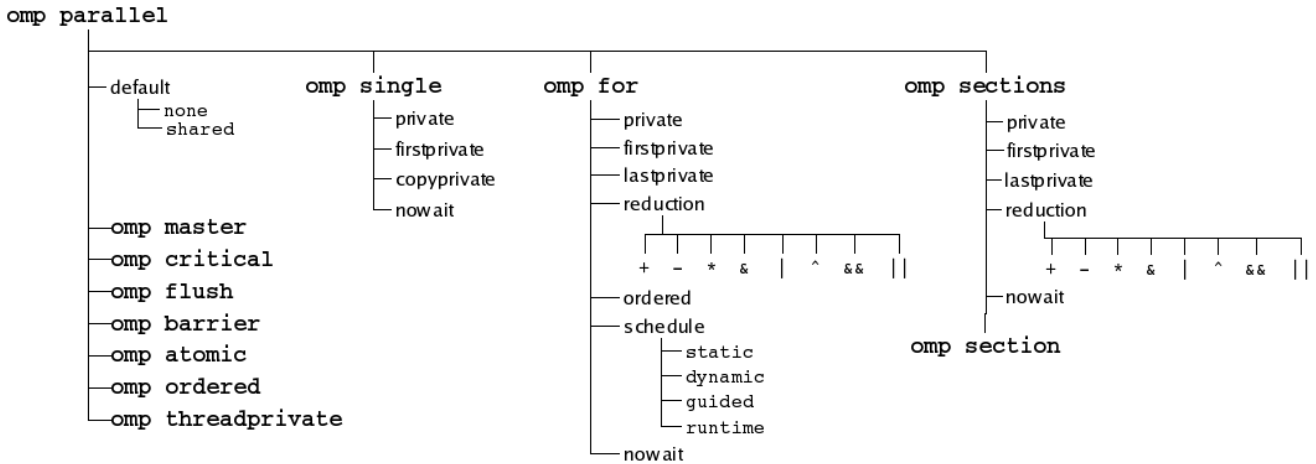 omp parallel
default
none
shared
omp master
omp critical
omp flush
omp barrier
omp atomic
omp ordered
omp threadprivate
omp single
private
firstprivate
copyprivate
nowait
omp for
private
firstprivate
lastprivate
reduction
+ - * & | ^ && ||
ordered
schedule
static
dynamic
guided
runtime
nowait
omp sections
private
firstprivate
lastprivate
reduction
+ - * & | ^ && ||
nowait
omp section